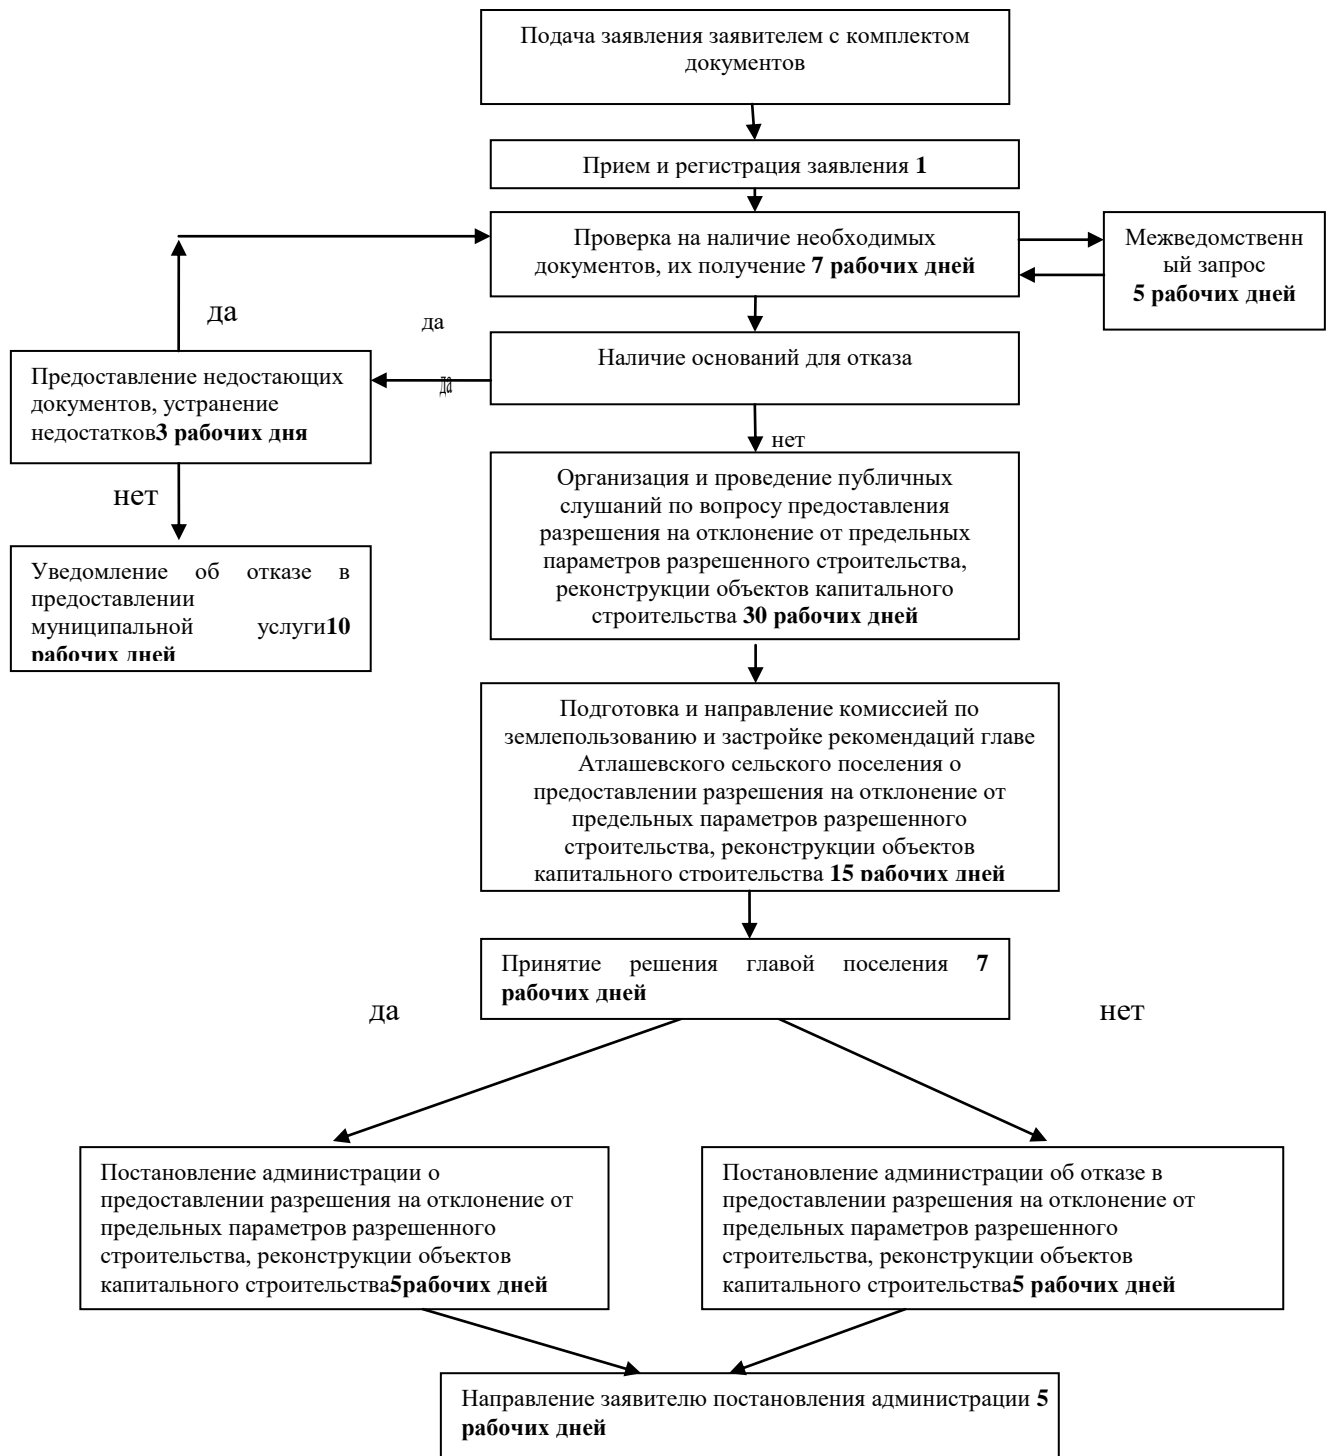 Подача заявления заявителем с комплектом
документов
Прием и регистрация заявления 1
Проверка на наличие необходимых
документов, их получение 7 рабочих дней
Межведомственн
ый запрос
5 рабочих дней
да
да
Наличие оснований для отказа
да
Предоставление недостающих
документов, устранение
недостатков3 рабочих дня
нет
нет
Организация и проведение публичных
слушаний по вопросу предоставления
разрешения на отклонение от предельных
параметров разрешенного строительства,
реконструкции объектов капитального
строительства 30 рабочих дней
Уведомление об отказе в
предоставлении
муниципальной услуги10
рабочих дней
Подготовка и направление комиссией по
землепользованию и застройке рекомендаций главе
Атлашевского сельского поселения о
предоставлении разрешения на отклонение от
предельных параметров разрешенного
строительства, реконструкции объектов
капитального строительства 15 рабочих дней
Принятие решения главой поселения 7
рабочих дней
да
нет
Постановление администрации о
предоставлении разрешения на отклонение от
предельных параметров разрешенного
строительства, реконструкции объектов
капитального строительства5рабочих дней
Постановление администрации об отказе в
предоставлении разрешения на отклонение от
предельных параметров разрешенного
строительства, реконструкции объектов
капитального строительства5 рабочих дней
Направление заявителю постановления администрации 5
рабочих дней